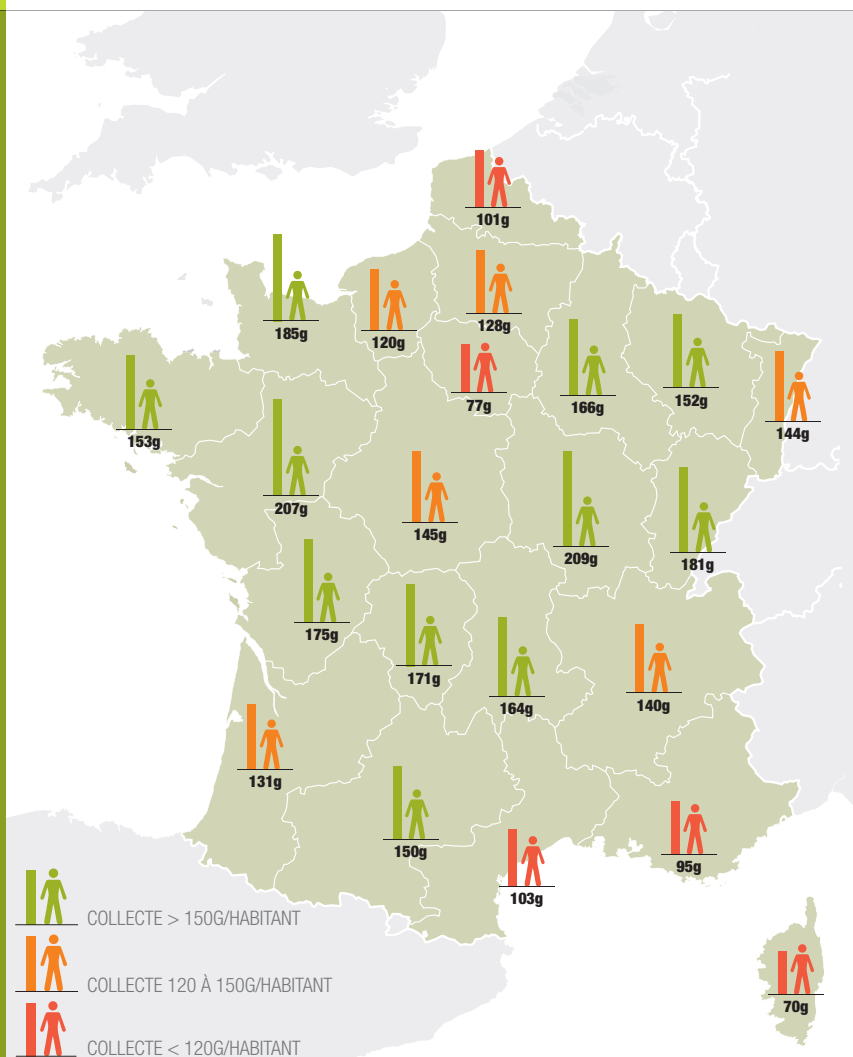 101g
185g
120g
128g
77g
166g
152g
144g
153g
207g
145g
209g
181g
175g
171g
164g
140g
131g
150g
95g
103g
COLLECTE > 150G/HABITANT
COLLECTE 120 À 150G/HABITANT
70g
COLLECTE < 120G/HABITANT